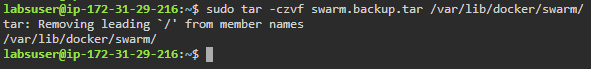 labsuser@ip-172-31-29-216:~$ sudo tar -czvf swarm.backup.tar /var/lib/docker/swarm/
tar: Removing leading `/' from member names
/var/lib/docker/swarm/
labsuser@ip-172-31-29-216:~$